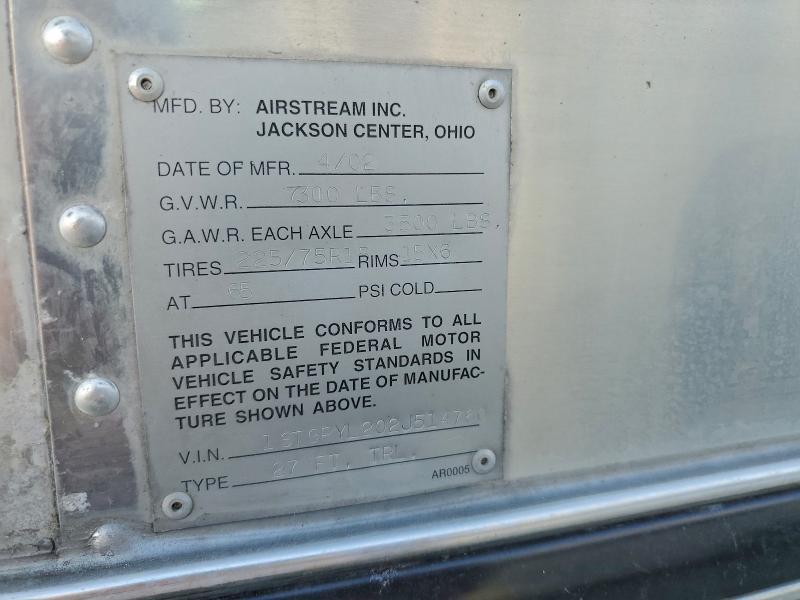 MFD. BY: AIRSTREAM INC.
JACKSON CENTER, OHIO
DATE OF MFR. 4/02
G.V.W.R. 7300 LBS.
G.A.W.R. EACH AXLE 3500 LBS.
TIRES 225/75R15 RIMS 15X6
AT 65 PSI COLD
THIS VEHICLE CONFORMS TO ALL
APPLICABLE FEDERAL MOTOR
VEHICLE SAFETY STANDARDS IN
EFFECT ON THE DATE OF MANUFAC-
TURE SHOWN ABOVE.
V.I.N.
TYPE 27 FT. TRL. AR0005